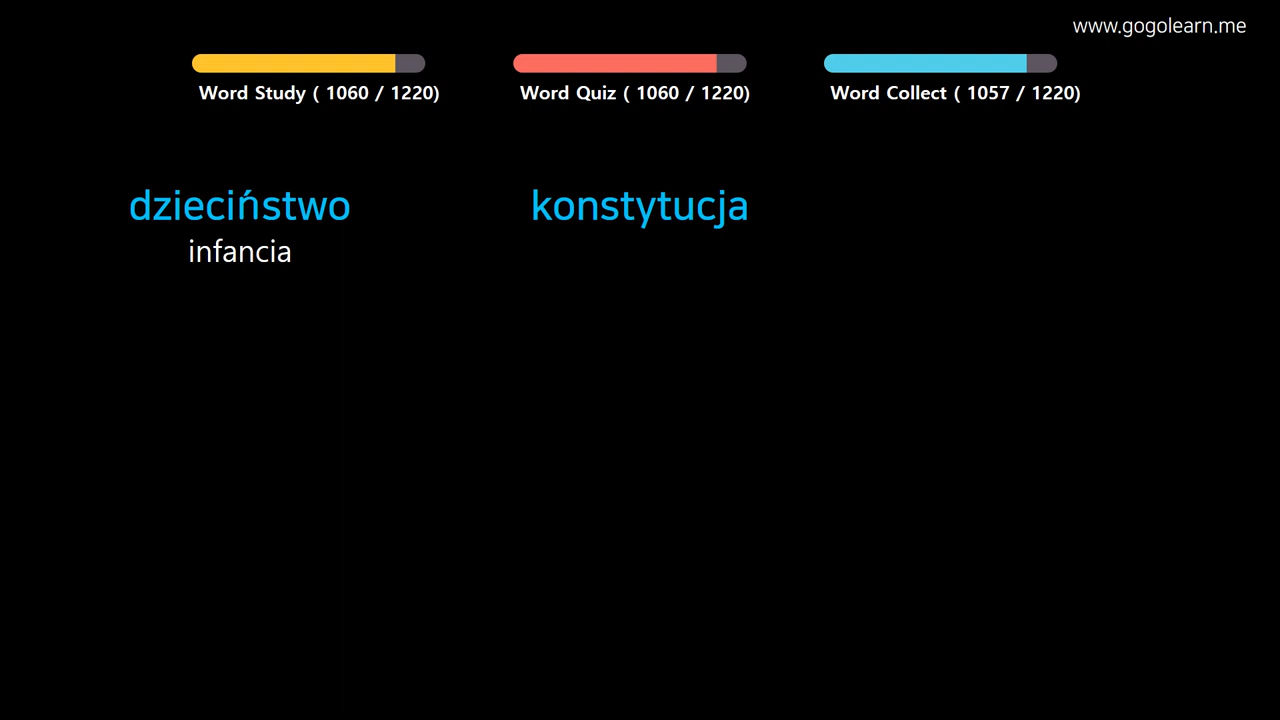 www.gogolearn.me
Word Study ( 1060 / 1220)
Word Quiz ( 1060 / 1220)
Word Collect ( 1057 / 1220)
dzieciństwo
infancia
konstytucja